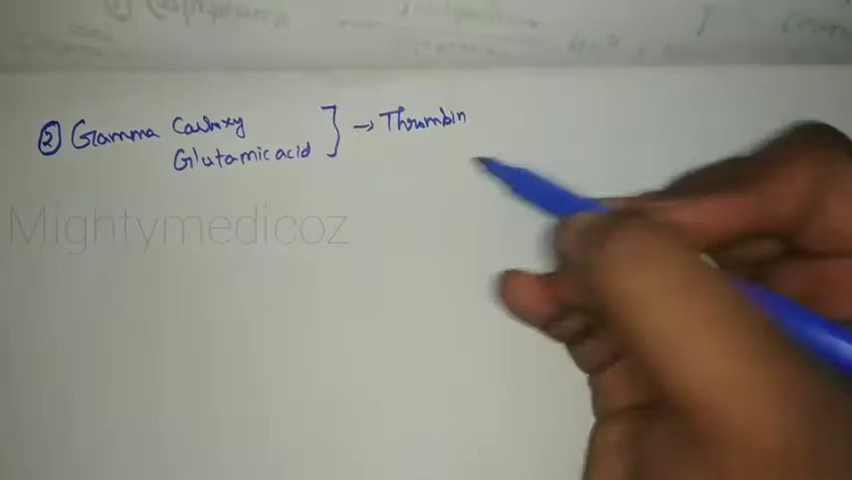 ② Gamma Carboxy
Glutamic acid ] → Thrombin
Mightymedicoz